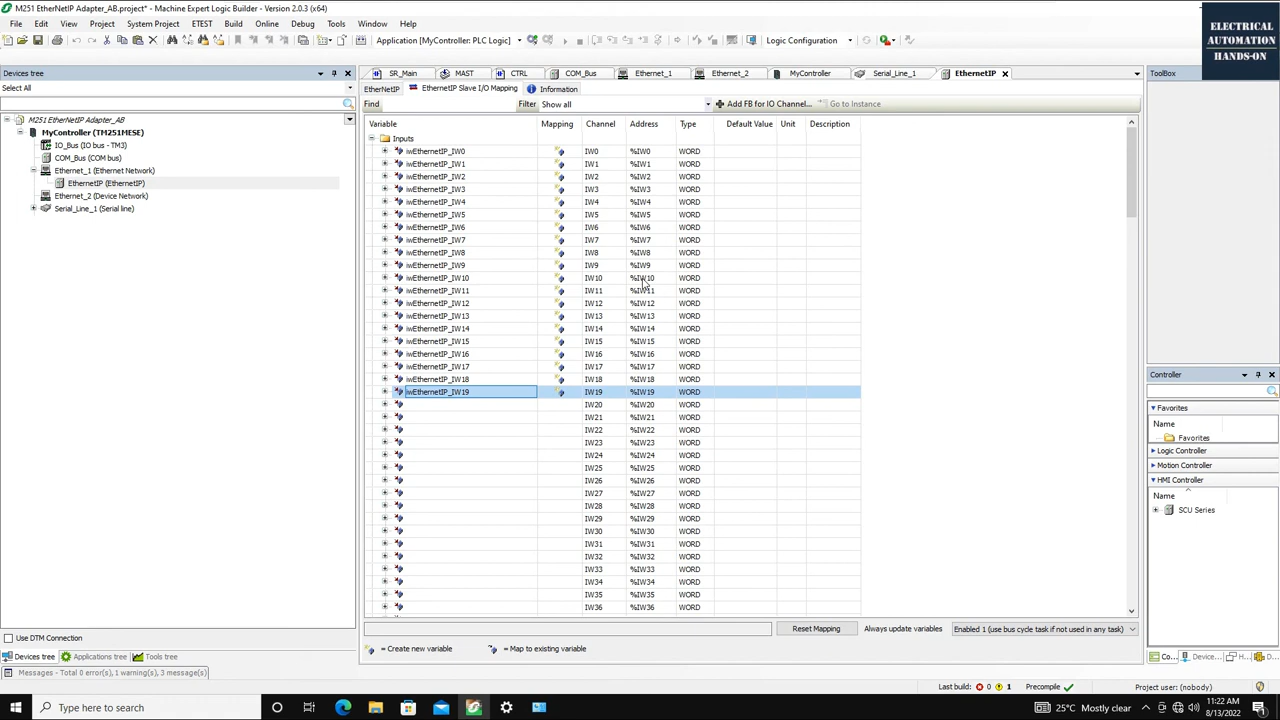 M251 EtherNetIP Adapter_AB.project* - Machine Expert Logic Builder - Version 2.0.3 (x64)
File Edit View Project System Project ETEST Build Online Debug Tools Window Help
Application [MyController: PLC Logic]
Logic Configuration
ELECTRICAL
AUTOMATION
HANDS-ON
Devices tree
Select All
M251 EtherNetIP Adapter_AB
MyController (TM251MESE)
IO_Bus (IO bus - TM3)
COM_Bus (COM bus)
Ethernet_1 (Ethernet Network)
EthernetIP (EthernetIP)
Ethernet_2 (Device Network)
Serial_Line_1 (Serial line)
Use DTM Connection
Devices tree Applications tree Tools tree
Messages - Total 0 error(s), 1 warning(s), 3 message(s)
SR_Main MAST CTRL COM_Bus Ethernet_1 Ethernet_2 MyController Serial_Line_1 EthernetIP
EtherNetIP EthernetIP Slave I/O Mapping Information
Find Filter Show all Add FB for IO Channel... Go to Instance
Variable Mapping Channel Address Type Default Value Unit Description
Inputs
iwEthernetIP_IW0 IW0 %IW0 WORD
iwEthernetIP_IW1 IW1 %IW1 WORD
iwEthernetIP_IW2 IW2 %IW2 WORD
iwEthernetIP_IW3 IW3 %IW3 WORD
iwEthernetIP_IW4 IW4 %IW4 WORD
iwEthernetIP_IW5 IW5 %IW5 WORD
iwEthernetIP_IW6 IW6 %IW6 WORD
iwEthernetIP_IW7 IW7 %IW7 WORD
iwEthernetIP_IW8 IW8 %IW8 WORD
iwEthernetIP_IW9 IW9 %IW9 WORD
iwEthernetIP_IW10 IW10 %IW10 WORD
iwEthernetIP_IW11 IW11 %IW11 WORD
iwEthernetIP_IW12 IW12 %IW12 WORD
iwEthernetIP_IW13 IW13 %IW13 WORD
iwEthernetIP_IW14 IW14 %IW14 WORD
iwEthernetIP_IW15 IW15 %IW15 WORD
iwEthernetIP_IW16 IW16 %IW16 WORD
iwEthernetIP_IW17 IW17 %IW17 WORD
iwEthernetIP_IW18 IW18 %IW18 WORD
iwEthernetIP_IW19 IW19 %IW19 WORD
IW20 %IW20 WORD
IW21 %IW21 WORD
IW22 %IW22 WORD
IW23 %IW23 WORD
IW24 %IW24 WORD
IW25 %IW25 WORD
IW26 %IW26 WORD
IW27 %IW27 WORD
IW28 %IW28 WORD
IW29 %IW29 WORD
IW30 %IW30 WORD
IW31 %IW31 WORD
IW32 %IW32 WORD
IW33 %IW33 WORD
IW34 %IW34 WORD
IW35 %IW35 WORD
IW36 %IW36 WORD
Reset Mapping Always update variables Enabled 1 (use bus cycle task if not used in any task)
= Create new variable = Map to existing variable
ToolBox
Controller
Favorites
Name
Favorites
Logic Controller
Motion Controller
HMI Controller
Name
SCU Series
Co... Device... H... D...
Last build: 0 1 Precompile Project user: (nobody)
Type here to search
25°C Mostly clear
11:22 AM
8/13/2022
1